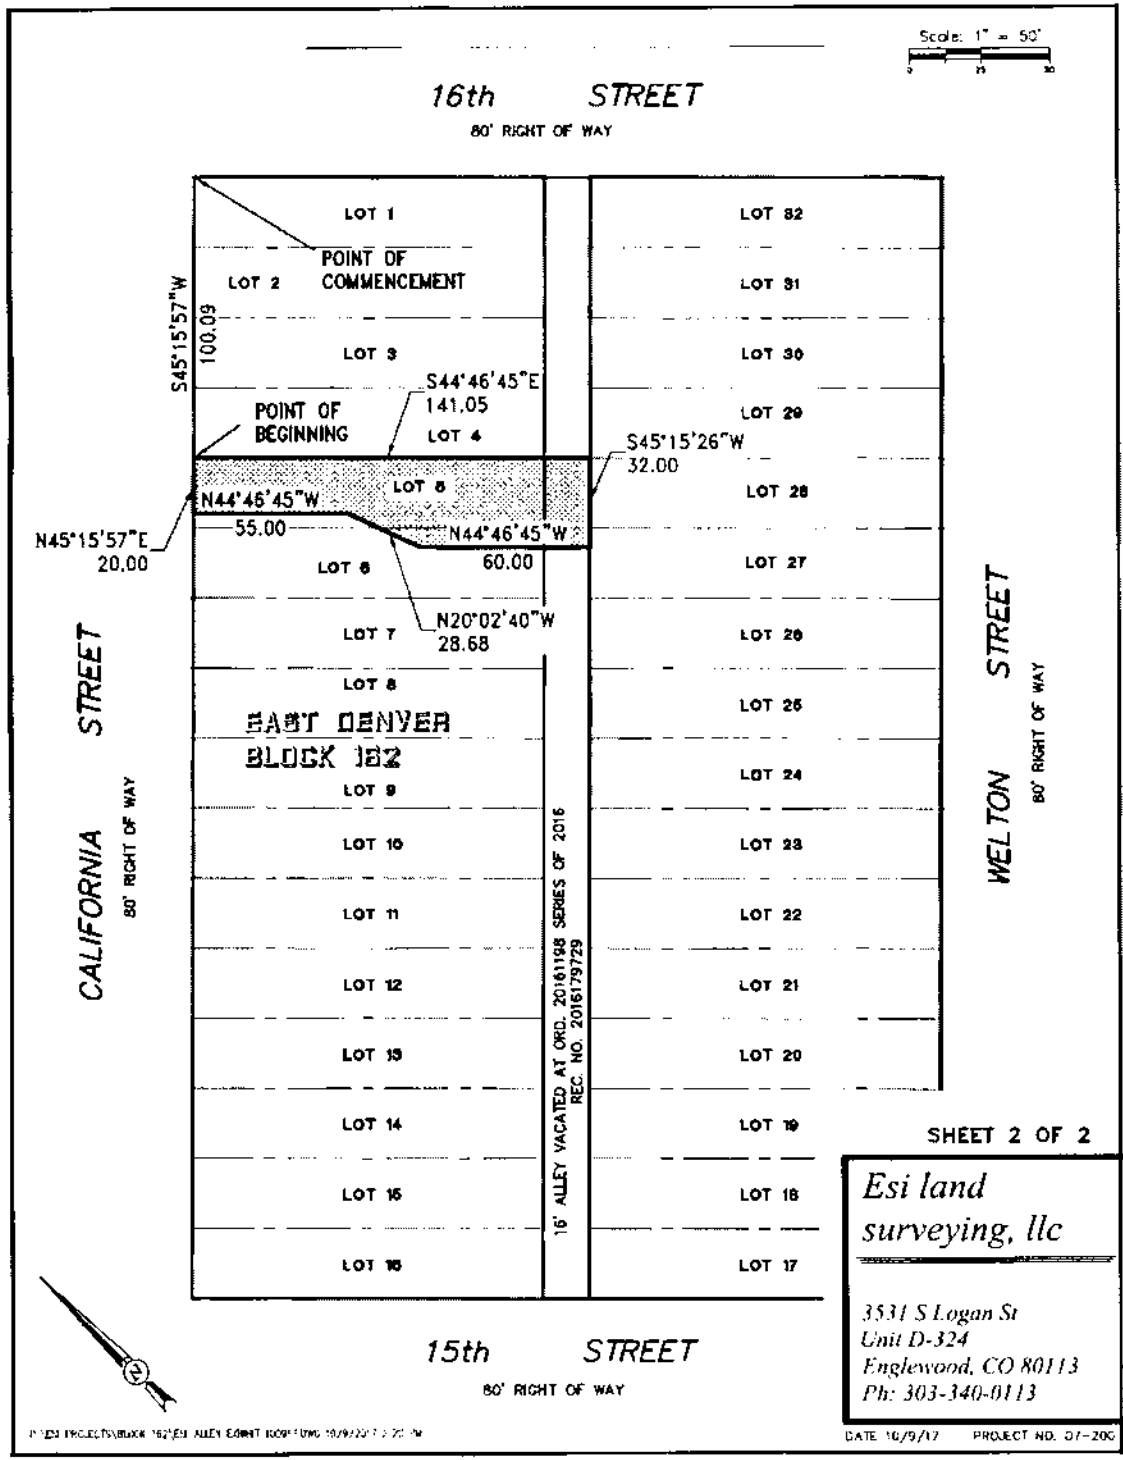 Scale: 1" = 50'
0 25 50
16th STREET
80' RIGHT OF WAY
LOT 1
LOT 32
POINT OF
COMMENCEMENT
LOT 2
LOT 31
S45°15'57"W
100.09
LOT 3
LOT 30
S44°46'45"E
141.05
POINT OF
BEGINNING
LOT 4
LOT 29
S45°15'26"W
32.00
LOT 5
LOT 28
N44°46'45"W
55.00
N44°46'45"W
60.00
N45°15'57"E
20.00
LOT 6
LOT 27
N20°02'40"W
28.68
LOT 7
LOT 26
LOT 8
LOT 25
EAST DENVER
BLOCK 162
LOT 9
LOT 24
LOT 10
LOT 23
LOT 11
LOT 22
LOT 12
LOT 21
LOT 13
LOT 20
LOT 14
LOT 19
LOT 15
LOT 18
LOT 16
LOT 17
CALIFORNIA STREET
80' RIGHT OF WAY
16' ALLEY VACATED AT ORD. 20161198 SERIES OF 2016
REC. NO. 2016179729
WELTON STREET
80' RIGHT OF WAY
15th STREET
80' RIGHT OF WAY
N
SHEET 2 OF 2
Esi land
surveying, llc
3531 S Logan St
Unit D-324
Englewood, CO 80113
Ph: 303-340-0113
DATE 10/9/17 PROJECT NO. 07-200